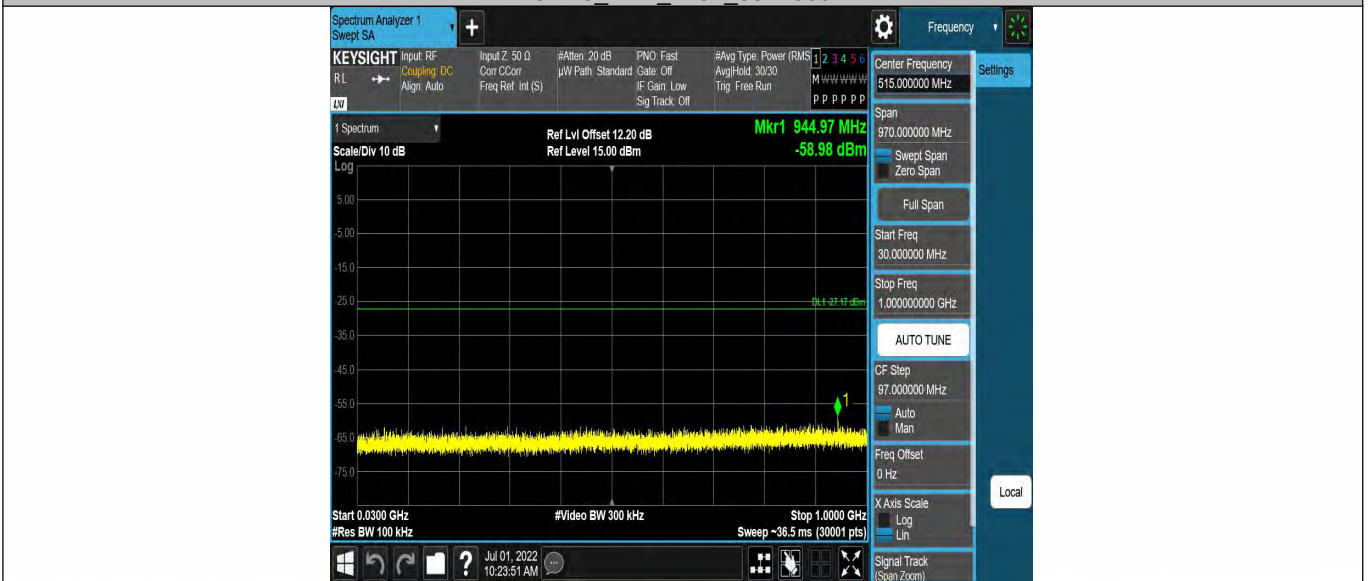 Spectrum Analyzer 1
Swept SA
+
Frequency
KEYSIGHT
Input: RF
Coupling: DC
Align: Auto
R L
LXI
Input Z: 50 Ω
Corr CCorr
Freq Ref: Int (S)
#Atten: 20 dB
µW Path: Standard
PNO: Fast
Gate: Off
IF Gain: Low
Sig Track: Off
#Avg Type: Power (RMS
Avg|Hold: 30/30
Trig: Free Run
1 2 3 4 5 6
M W W W W W
P P P P P P
Center Frequency
515.000000 MHz
Settings
Span
970.000000 MHz
Swept Span
Zero Span
Full Span
Start Freq
30.000000 MHz
Stop Freq
1.000000000 GHz
AUTO TUNE
CF Step
97.000000 MHz
Auto
Man
Freq Offset
0 Hz
X Axis Scale
Log
Lin
Signal Track
(Span Zoom)
Local
1 Spectrum
Scale/Div 10 dB
Log
Ref Lvl Offset 12.20 dB
Ref Level 15.00 dBm
Mkr1 944.97 MHz
-58.98 dBm
5.00
-5.00
-15.0
-25.0
DL1 -27.17 dBm
-35.0
-45.0
-55.0
1
-65.0
-75.0
Start 0.0300 GHz
#Video BW 300 kHz
Stop 1.0000 GHz
#Res BW 100 kHz
Sweep ~36.5 ms (30001 pts)
?
Jul 01, 2022
10:23:51 AM